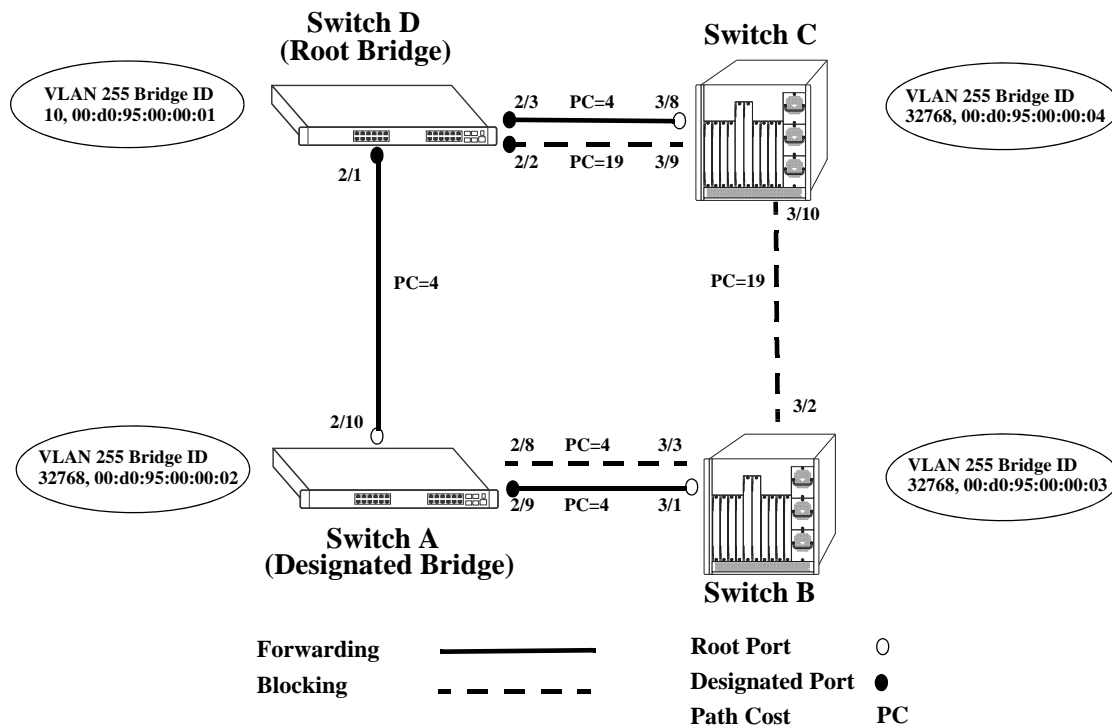 Switch D
(Root Bridge)
Switch C
VLAN 255 Bridge ID
10, 00:d0:95:00:00:01
2/3 PC=4 3/8
2/2 PC=19 3/9
VLAN 255 Bridge ID
32768, 00:d0:95:00:00:04
2/1
3/10
PC=4
PC=19
2/10
3/2
VLAN 255 Bridge ID
32768, 00:d0:95:00:00:02
2/8 PC=4 3/3
2/9 PC=4 3/1
VLAN 255 Bridge ID
32768, 00:d0:95:00:00:03
Switch A
(Designated Bridge)
Switch B
Forwarding
Blocking
Root Port
Designated Port
Path Cost PC